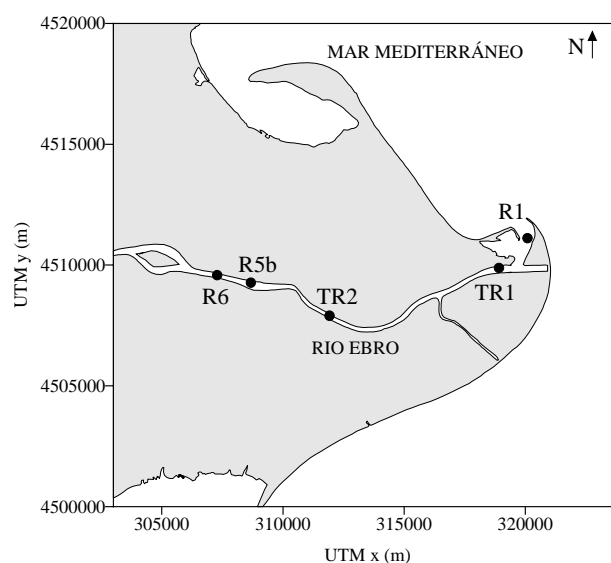 4520000
MAR MEDITERRÁNEO
N
4515000
R1
UTM y (m)
4510000
R5b
R6
TR2
TR1
RIO EBRO
4505000
4500000
305000
310000
315000
320000
UTM x (m)